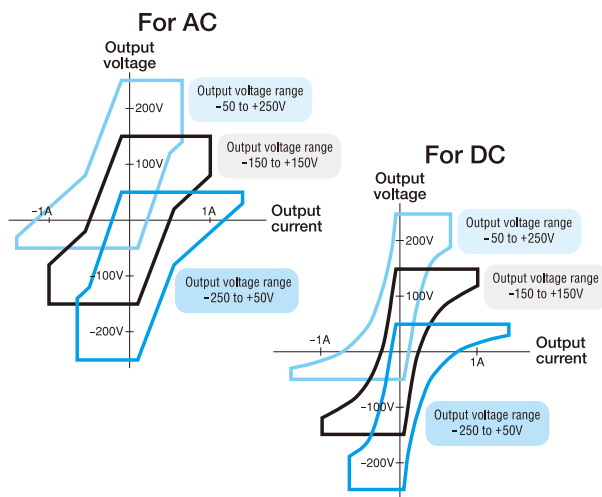 For AC
Output
voltage
200V
100V
-1A
1A
-100V
-200V
Output
current
Output voltage range
−50 to +250V
Output voltage range
−150 to +150V
Output voltage range
−250 to +50V
For DC
Output
voltage
200V
100V
-1A
1A
-100V
-200V
Output
current
Output voltage range
−50 to +250V
Output voltage range
−150 to +150V
Output voltage range
−250 to +50V